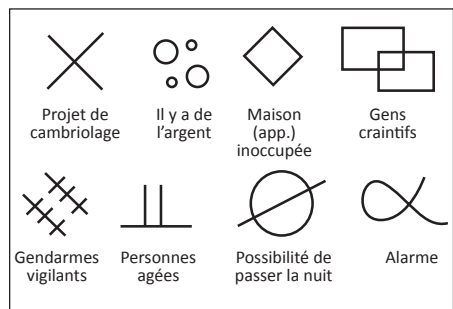 Projet de
cambriolage
Il y a de
l'argent
Maison
(app.)
inoccupée
Gens
craintifs
Gendarmes
vigilants
Personnes
agées
Possibilité de
passer la nuit
Alarme